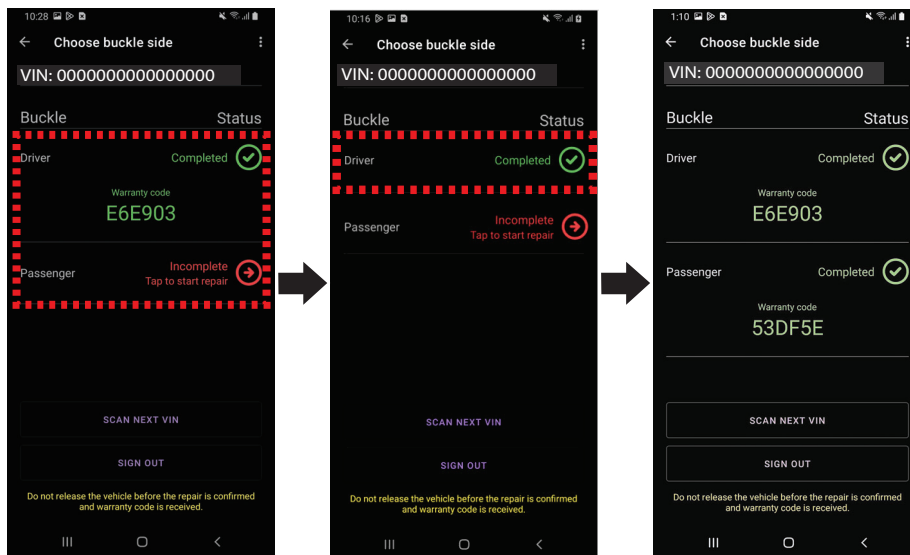 10:28
Choose buckle side
VIN: 0000000000000000
Buckle Status
Driver Completed
Warranty code
E6E903
Passenger Incomplete
Tap to start repair
SCAN NEXT VIN
SIGN OUT
Do not release the vehicle before the repair is confirmed
and warranty code is received.
10:16
Choose buckle side
VIN: 0000000000000000
Buckle Status
Driver Completed
Passenger Incomplete
Tap to start repair
SCAN NEXT VIN
SIGN OUT
Do not release the vehicle before the repair is confirmed
and warranty code is received.
1:10
Choose buckle side
VIN: 0000000000000000
Buckle Status
Driver Completed
Warranty code
E6E903
Passenger Completed
Warranty code
53DF5E
SCAN NEXT VIN
SIGN OUT
Do not release the vehicle before the repair is confirmed
and warranty code is received.